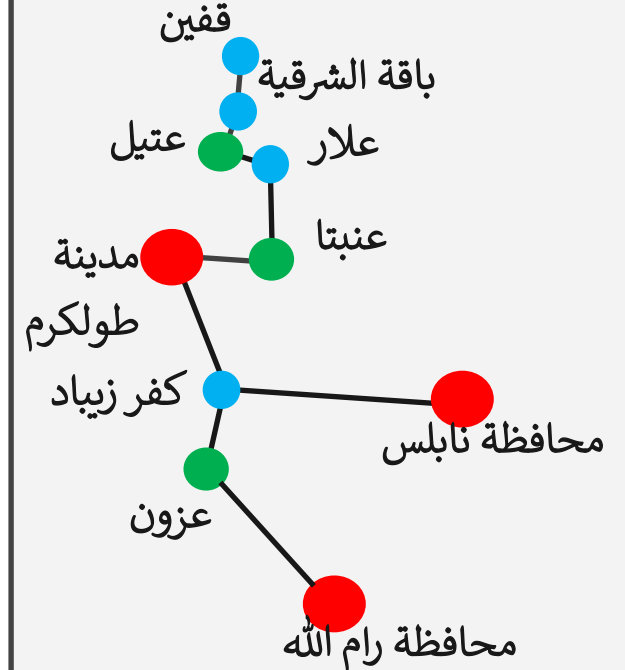 قفين
باقة الشرقية
عتيل
علار
عنبتا
مدينة
طولكرم
كفر زيباد
محافظة نابلس
عزون
محافظة رام الله